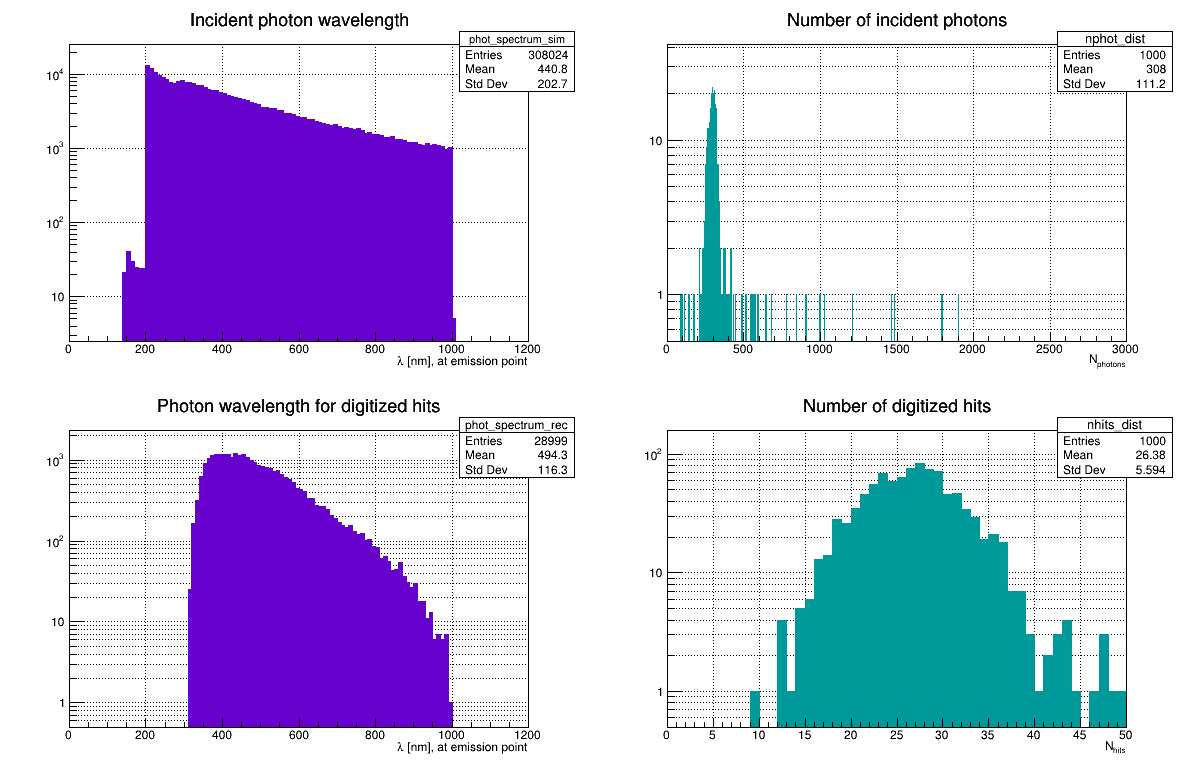 Incident photon wavelength
phot_spectrum_sim
Entries 308024
Mean 440.8
Std Dev 202.7
10^4
10^3
10^2
10
0 200 400 600 800 1000 1200
λ [nm], at emission point
Number of incident photons
nphot_dist
Entries 1000
Mean 308
Std Dev 111.2
10
1
0 500 1000 1500 2000 2500 3000
N_photons
Photon wavelength for digitized hits
phot_spectrum_rec
Entries 28999
Mean 494.3
Std Dev 116.3
10^3
10^2
10
1
0 200 400 600 800 1000 1200
λ [nm], at emission point
Number of digitized hits
nhits_dist
Entries 1000
Mean 26.38
Std Dev 5.594
10^2
10
1
0 5 10 15 20 25 30 35 40 45 50
N_hits